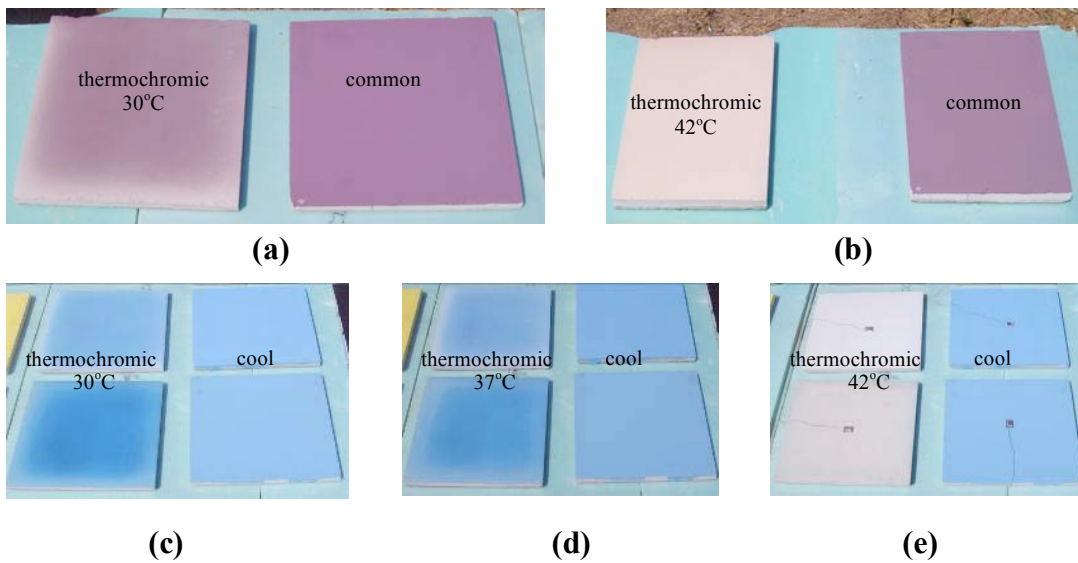 thermochromic
30°C
common
thermochromic
42°C
common
(a)
(b)
thermochromic
30°C
cool
thermochromic
37°C
cool
thermochromic
42°C
cool
(c)
(d)
(e)